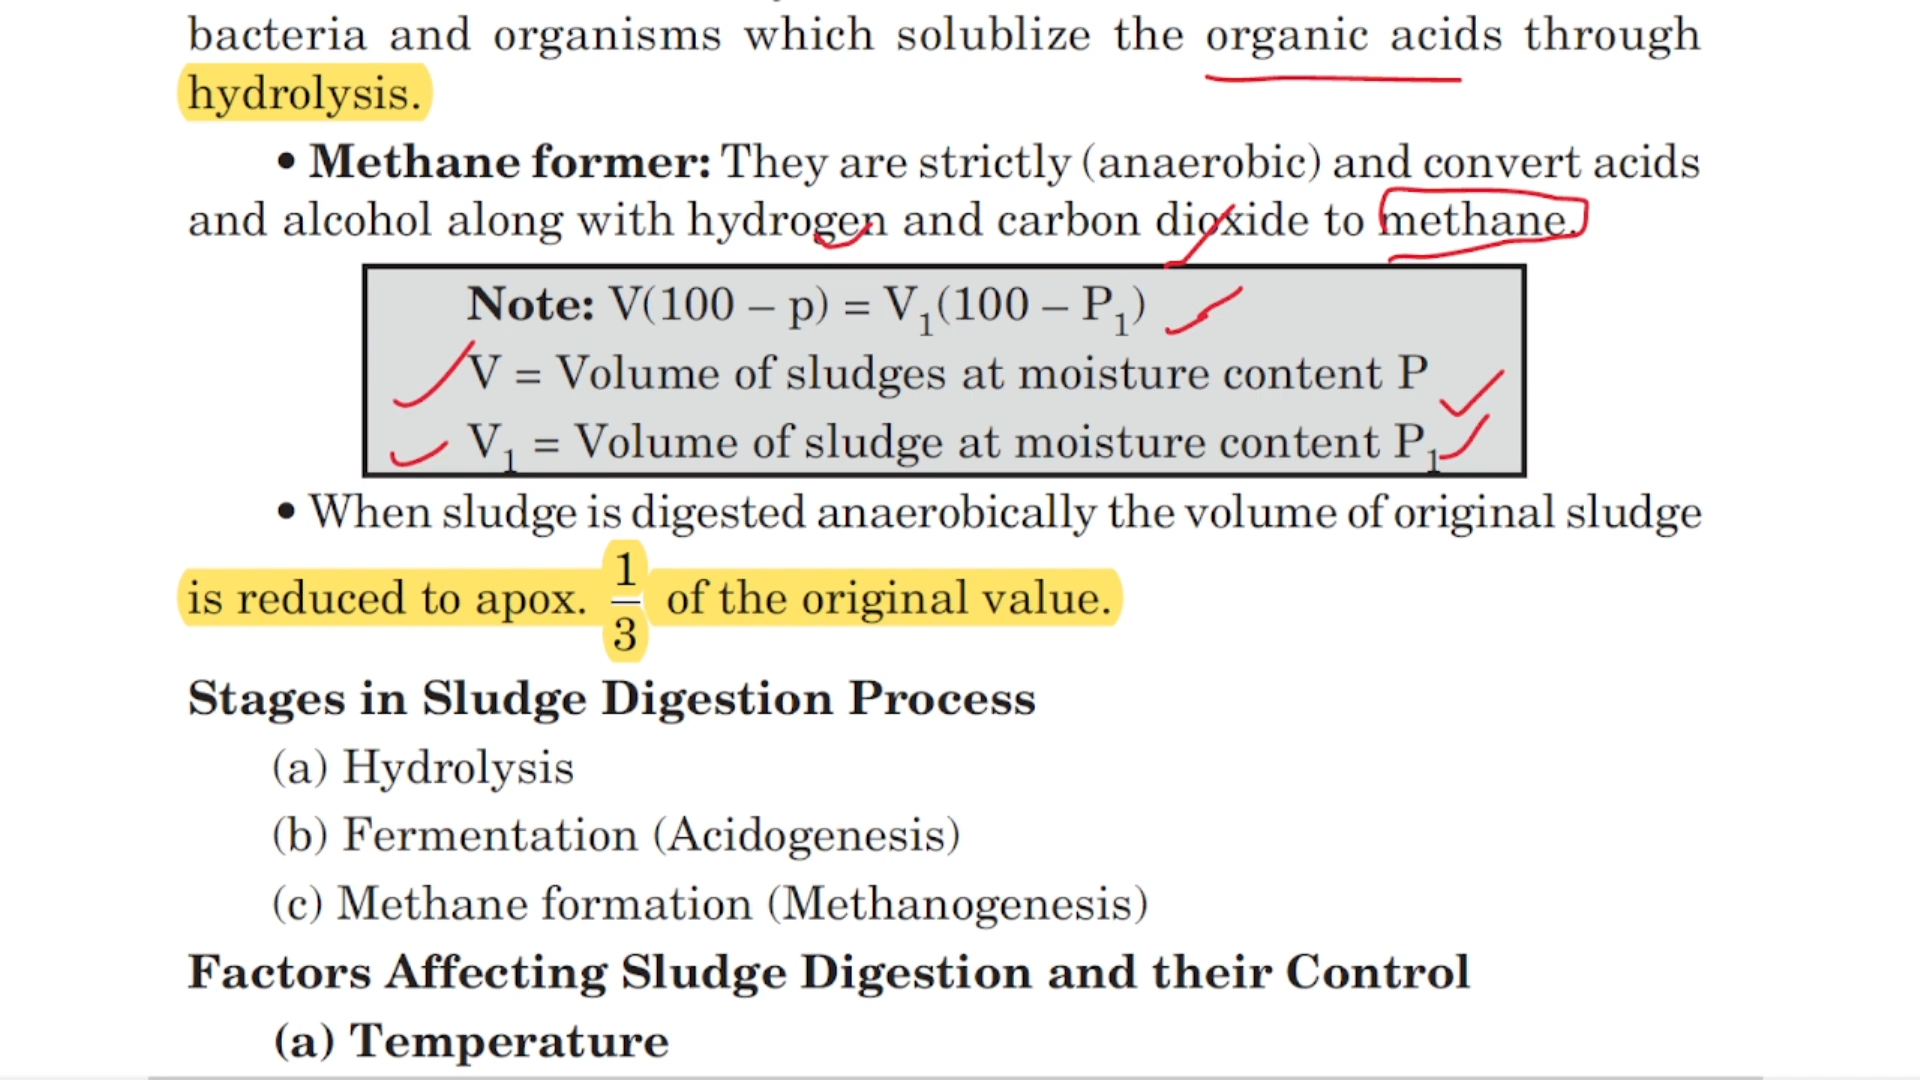 bacteria and organisms which solublize the organic acids through
hydrolysis.
• Methane former: They are strictly (anaerobic) and convert acids
and alcohol along with hydrogen and carbon dioxide to methane.
Note: V(100 – p) = V₁(100 – P₁)
V = Volume of sludges at moisture content P
V₁ = Volume of sludge at moisture content P₁
• When sludge is digested anaerobically the volume of original sludge
is reduced to apox. 1/3 of the original value.
Stages in Sludge Digestion Process
(a) Hydrolysis
(b) Fermentation (Acidogenesis)
(c) Methane formation (Methanogenesis)
Factors Affecting Sludge Digestion and their Control
(a) Temperature